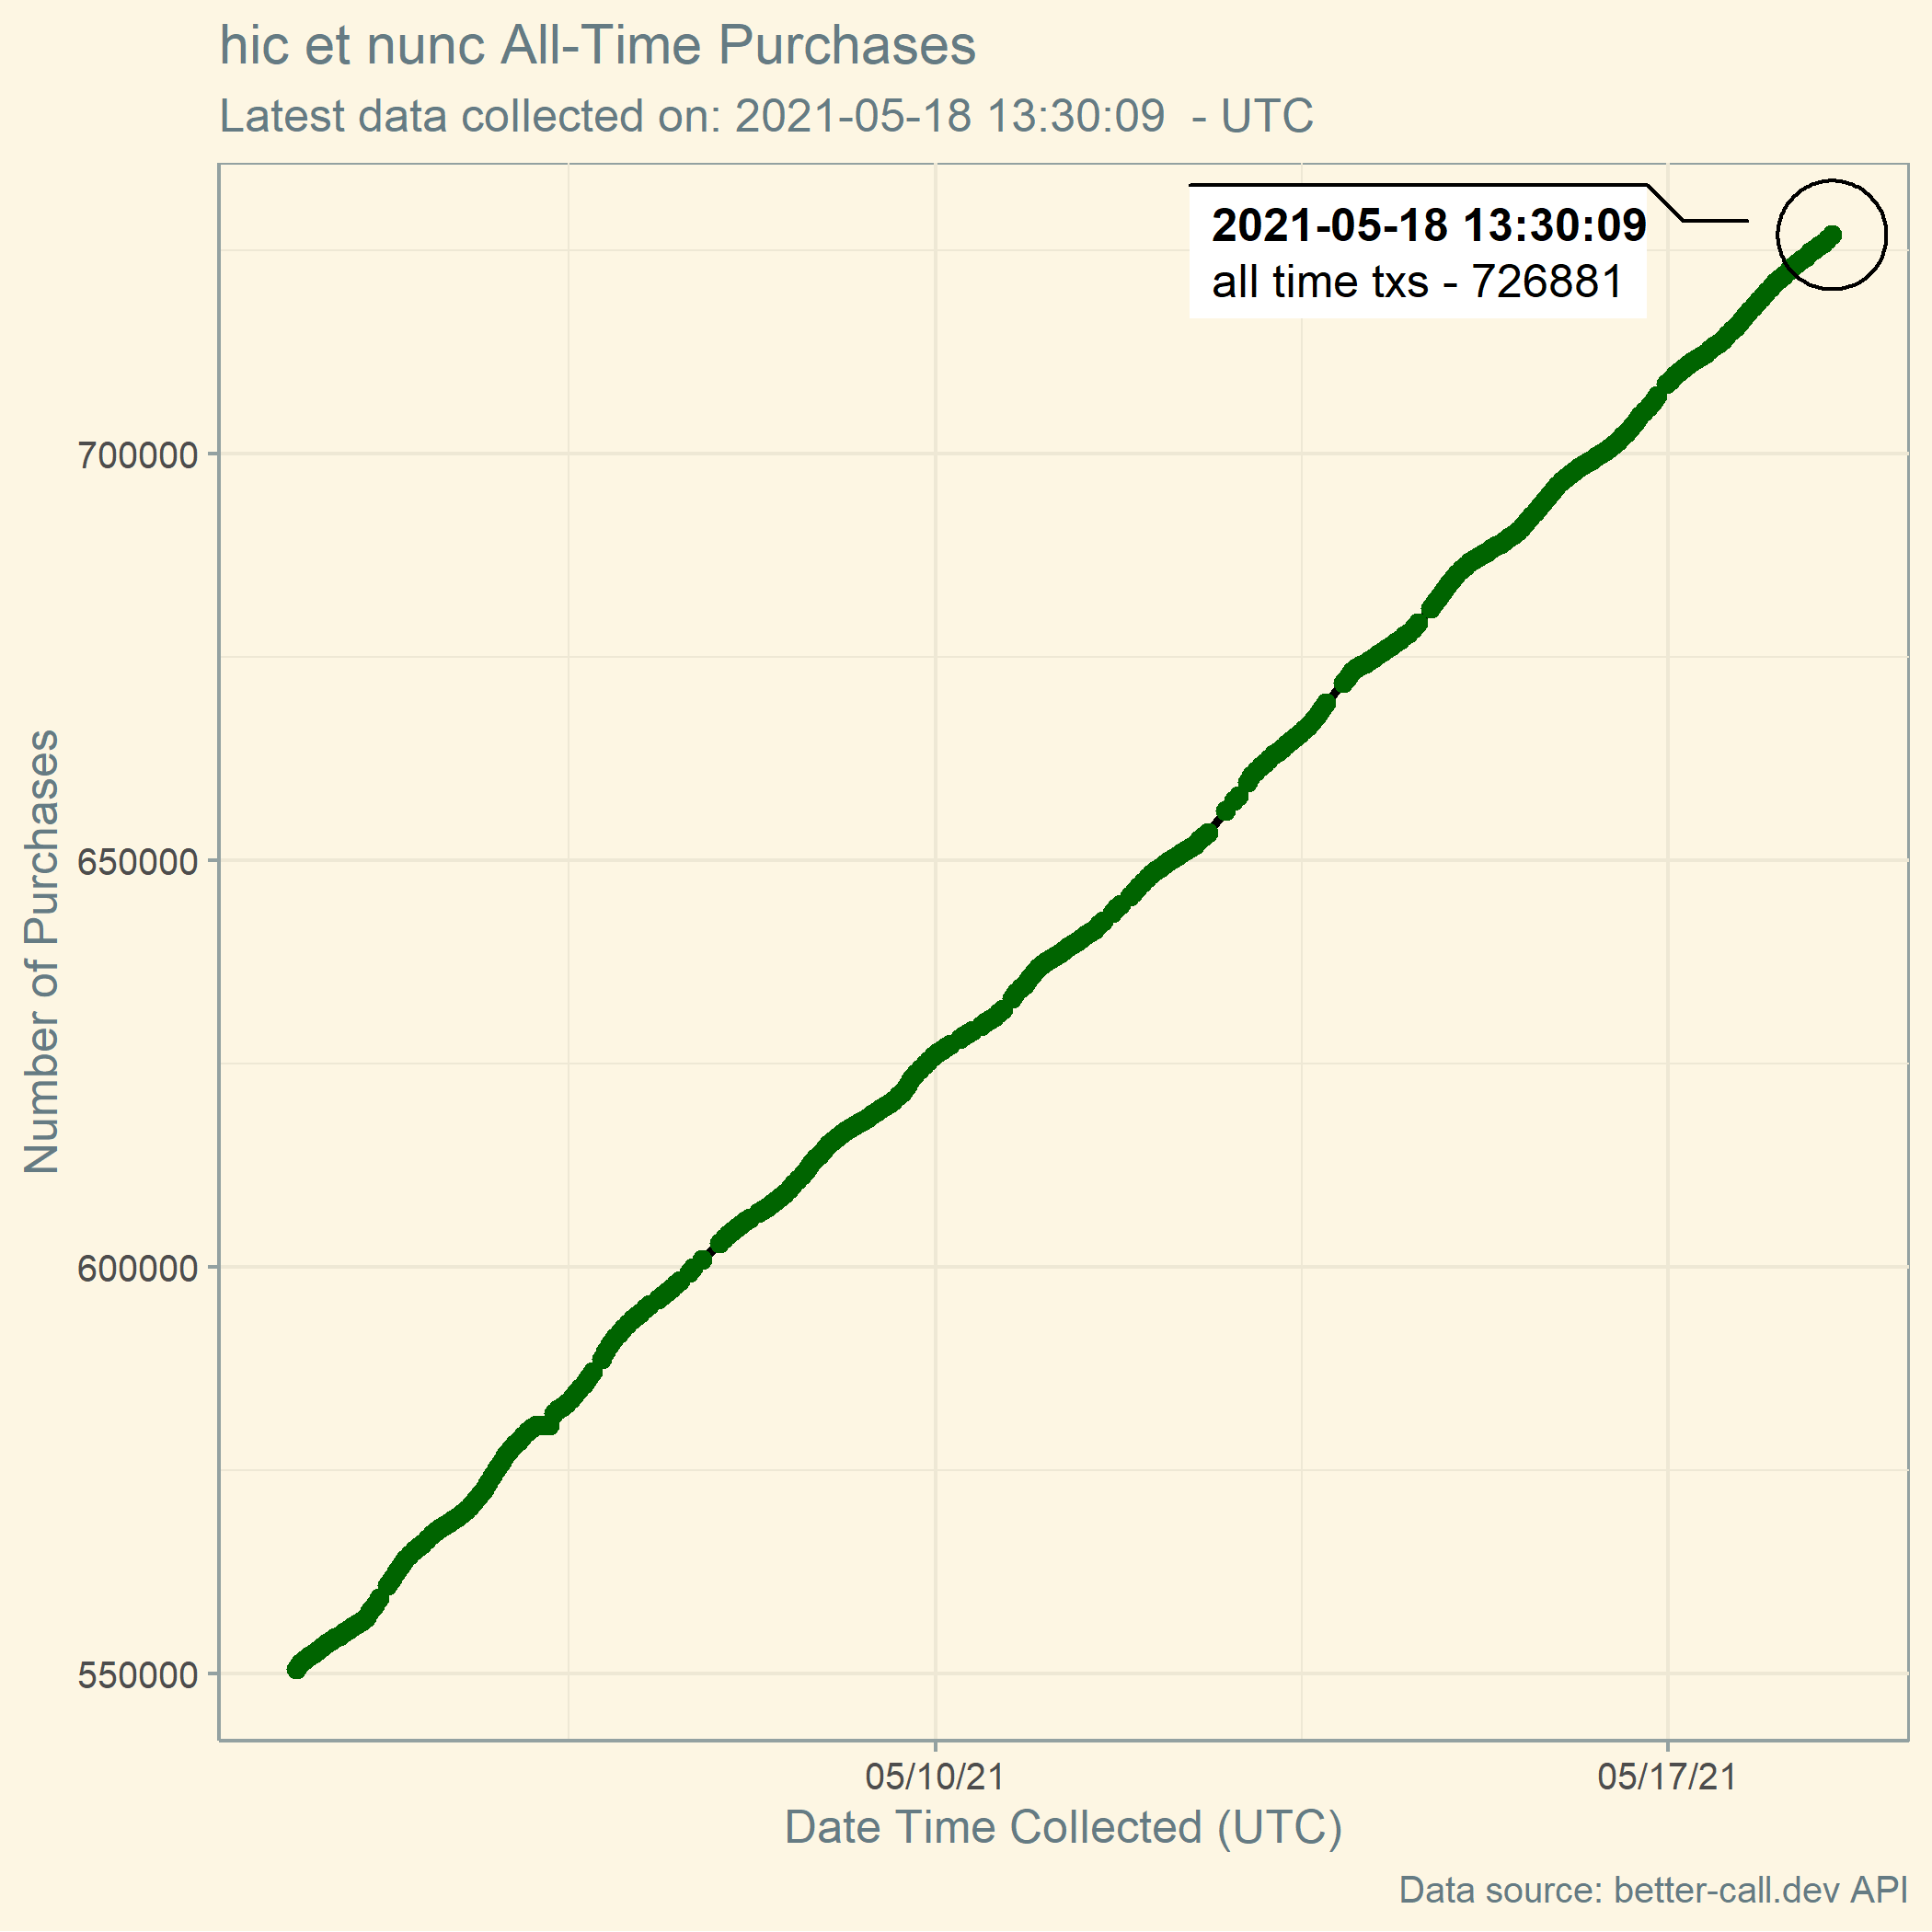 hic et nunc All-Time Purchases
Latest data collected on: 2021-05-18 13:30:09  - UTC
2021-05-18 13:30:09
all time txs - 726881
700000
650000
600000
550000
Number of Purchases
05/10/21
05/17/21
Date Time Collected (UTC)
Data source: better-call.dev API